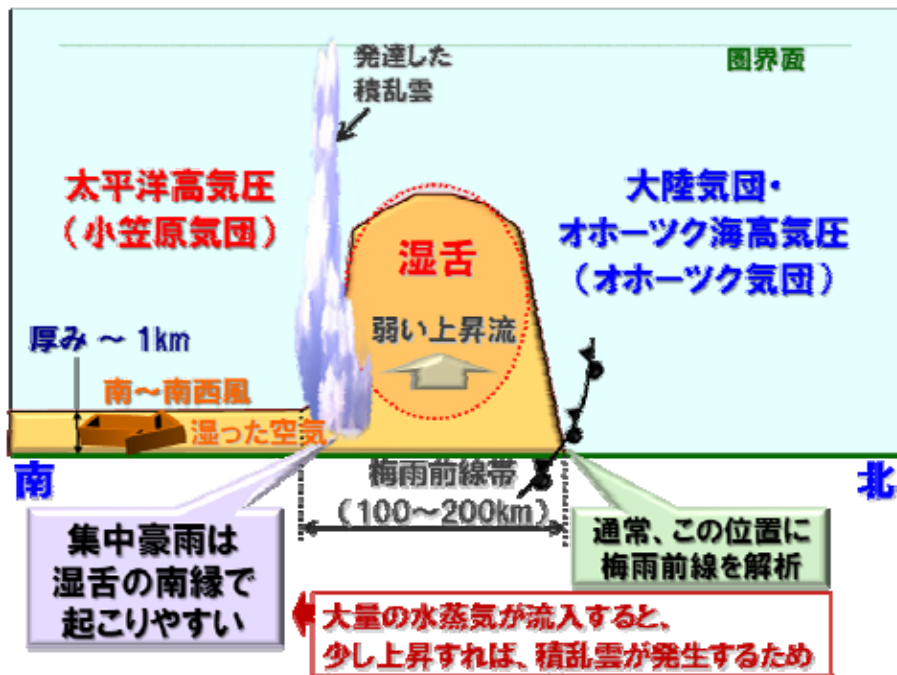 発達した
積乱雲
圏界面
太平洋高気圧
（小笠原気団）
大陸気団・
オホーツク海高気圧
（オホーツク気団）
湿舌
弱い上昇流
厚み ～ 1km
南～南西風
湿った空気
南
北
梅雨前線帯
（100～200km）
集中豪雨は
湿舌の南縁で
起こりやすい
通常、この位置に
梅雨前線を解析
大量の水蒸気が流入すると、
少し上昇すれば、積乱雲が発生するため